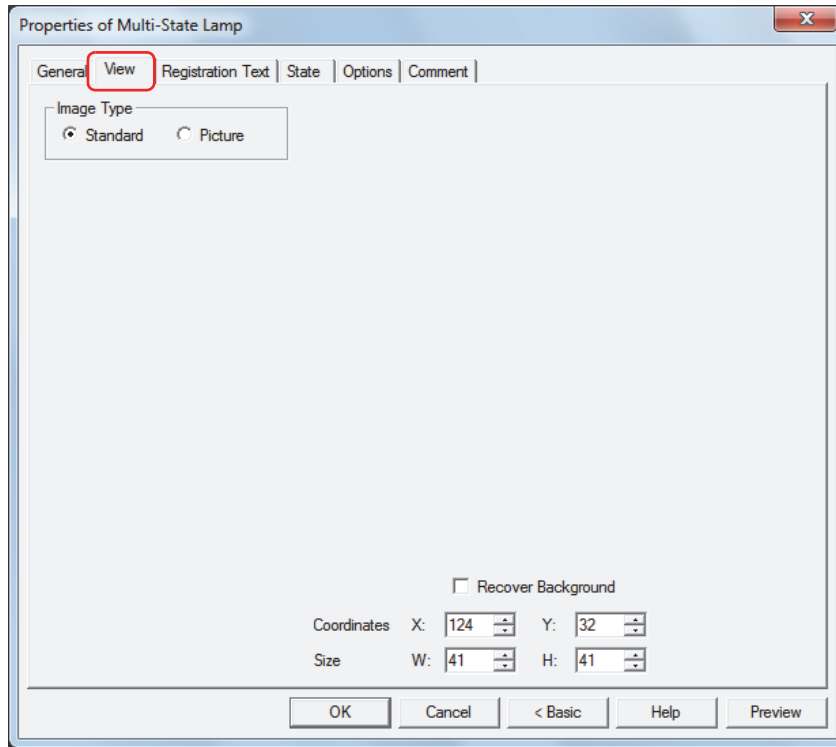 Properties of Multi-State Lamp
General View Registration Text State Options Comment
Image Type
Standard Picture
Recover Background
Coordinates X: 124 Y: 32
Size W: 41 H: 41
OK Cancel < Basic Help Preview